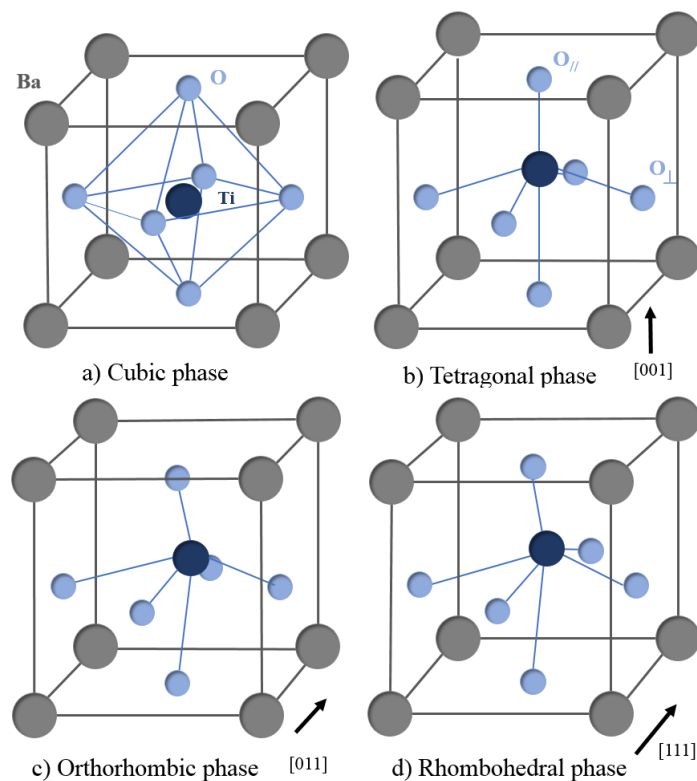 Ba
O
Ti
a) Cubic phase
O//
O⊥
b) Tetragonal phase
[001]
c) Orthorhombic phase
[011]
d) Rhombohedral phase
[111]